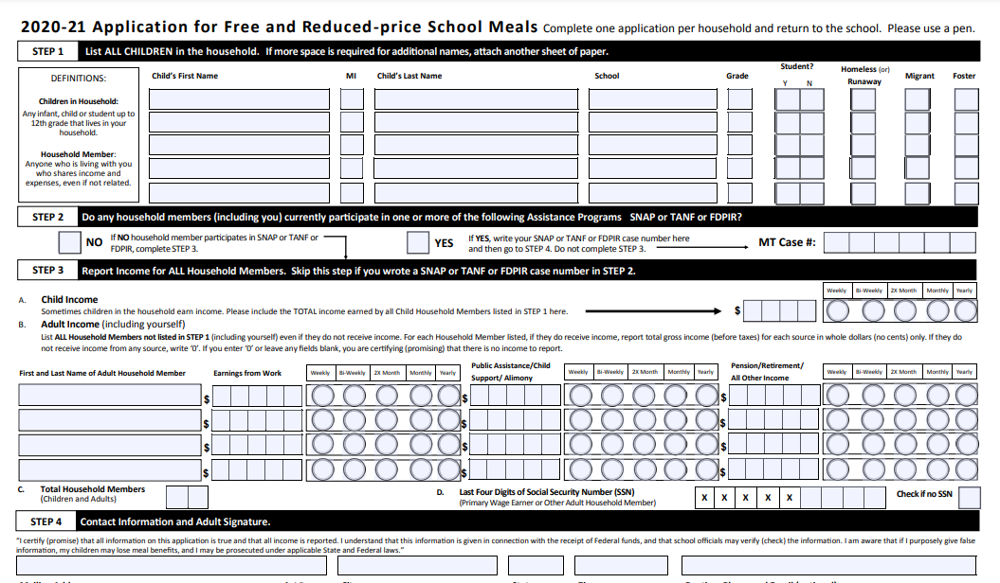 2020-21 Application for Free and Reduced-price School Meals Complete one application per household and return to the school. Please use a pen.
STEP 1 List ALL CHILDREN in the household. If more space is required for additional names, attach another sheet of paper.
DEFINITIONS:
Children in Household:
Any infant, child or student up to
12th grade that lives in your
household.
Household Member:
Anyone who is living with you
who shares income and
expenses, even if not related.
Child's First Name MI Child's Last Name School Grade Student? Homeless (or) Runaway Migrant Foster
Y N
STEP 2 Do any household members (including you) currently participate in one or more of the following Assistance Programs SNAP or TANF or FDPIR?
NO If NO household member participates in SNAP or TANF or
FDPIR, complete STEP 3.
YES If YES, write your SNAP or TANF or FDPIR case number here
and then go to STEP 4. Do not complete STEP 3.
MT Case #:
STEP 3 Report Income for ALL Household Members. Skip this step if you wrote a SNAP or TANF or FDPIR case number in STEP 2.
Weekly Bi-Weekly 2X Month Monthly Yearly
A. Child Income
Sometimes children in the household earn income. Please include the TOTAL income earned by all Child Household Members listed in STEP 1 here. $
B. Adult Income (including yourself)
List ALL Household Members not listed in STEP 1 (including yourself) even if they do not receive income. For each Household Member listed, if they do receive income, report total gross income (before taxes) for each source in whole dollars (no cents) only. If they do
not receive income from any source, write '0'. If you enter '0' or leave any fields blank, you are certifying (promising) that there is no income to report.
First and Last Name of Adult Household Member Earnings from Work Weekly Bi-Weekly 2X Month Monthly Yearly
Public Assistance/Child
Support/ Alimony Weekly Bi-Weekly 2X Month Monthly Yearly
Pension/Retirement/
All Other Income Weekly Bi-Weekly 2X Month Monthly Yearly
$ $ $
$ $ $
$ $ $
$ $ $
C. Total Household Members
(Children and Adults)
D. Last Four Digits of Social Security Number (SSN)
(Primary Wage Earner or Other Adult Household Member)
X X X X X
Check if no SSN
STEP 4 Contact Information and Adult Signature.
"I certify (promise) that all information on this application is true and that all income is reported. I understand that this information is given in connection with the receipt of Federal funds, and that school officials may verify (check) the information. I am aware that if I purposely give false
information, my children may lose meal benefits, and I may be prosecuted under applicable State and Federal laws."